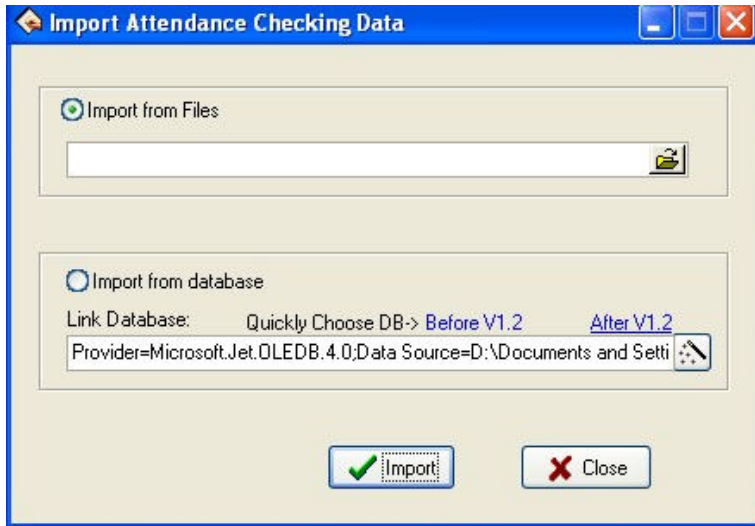 Import Attendance Checking Data
Import from Files
Import from database
Link Database: Quickly Choose DB-> Before V1.2 After V1.2
Provider=Microsoft.Jet.OLEDB.4.0;Data Source=D:\Documents and Setti
Import Close